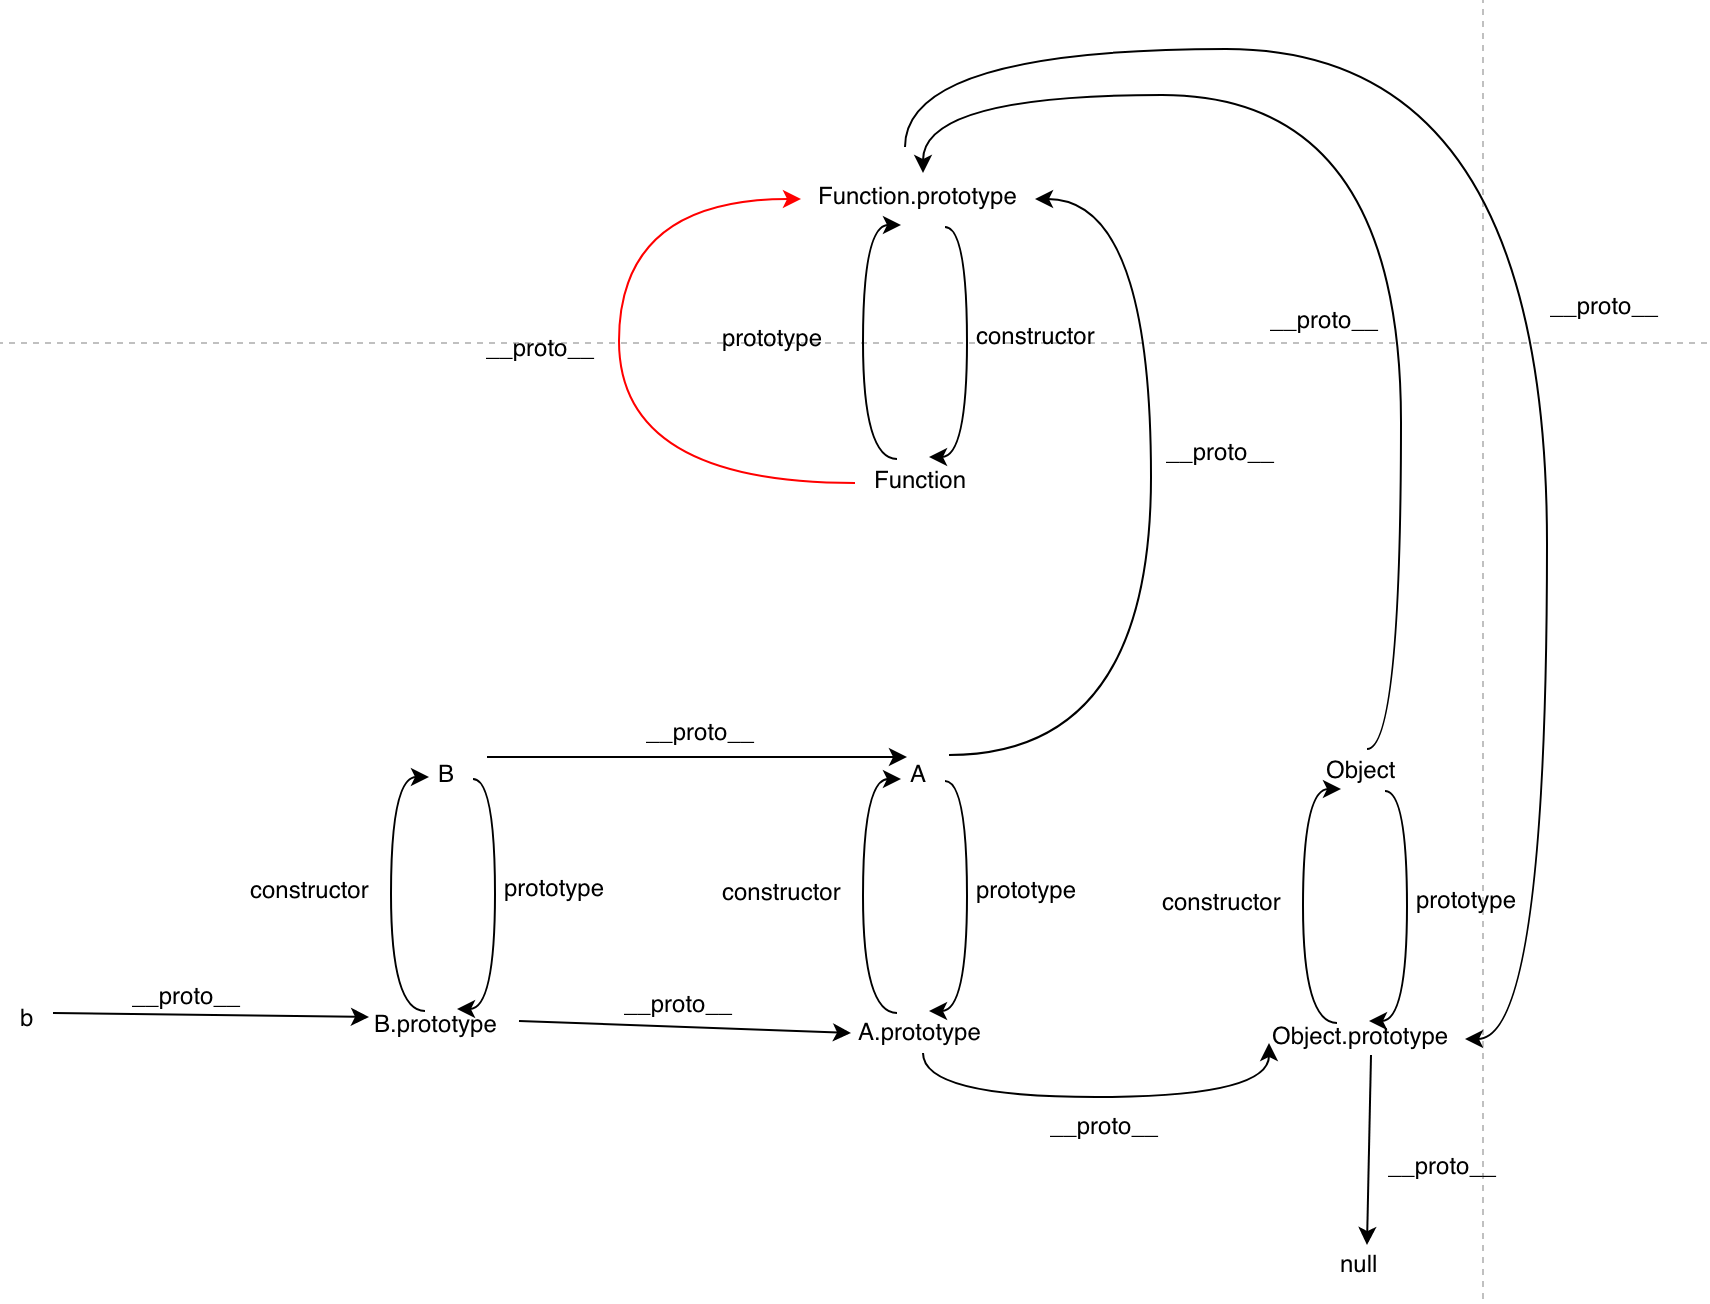 Function.prototype
__proto__
__proto__
prototype
constructor
__proto__
__proto__
Function
__proto__
B
A
Object
constructor
prototype
constructor
prototype
constructor
prototype
__proto__
__proto__
b
B.prototype
A.prototype
Object.prototype
__proto__
__proto__
null